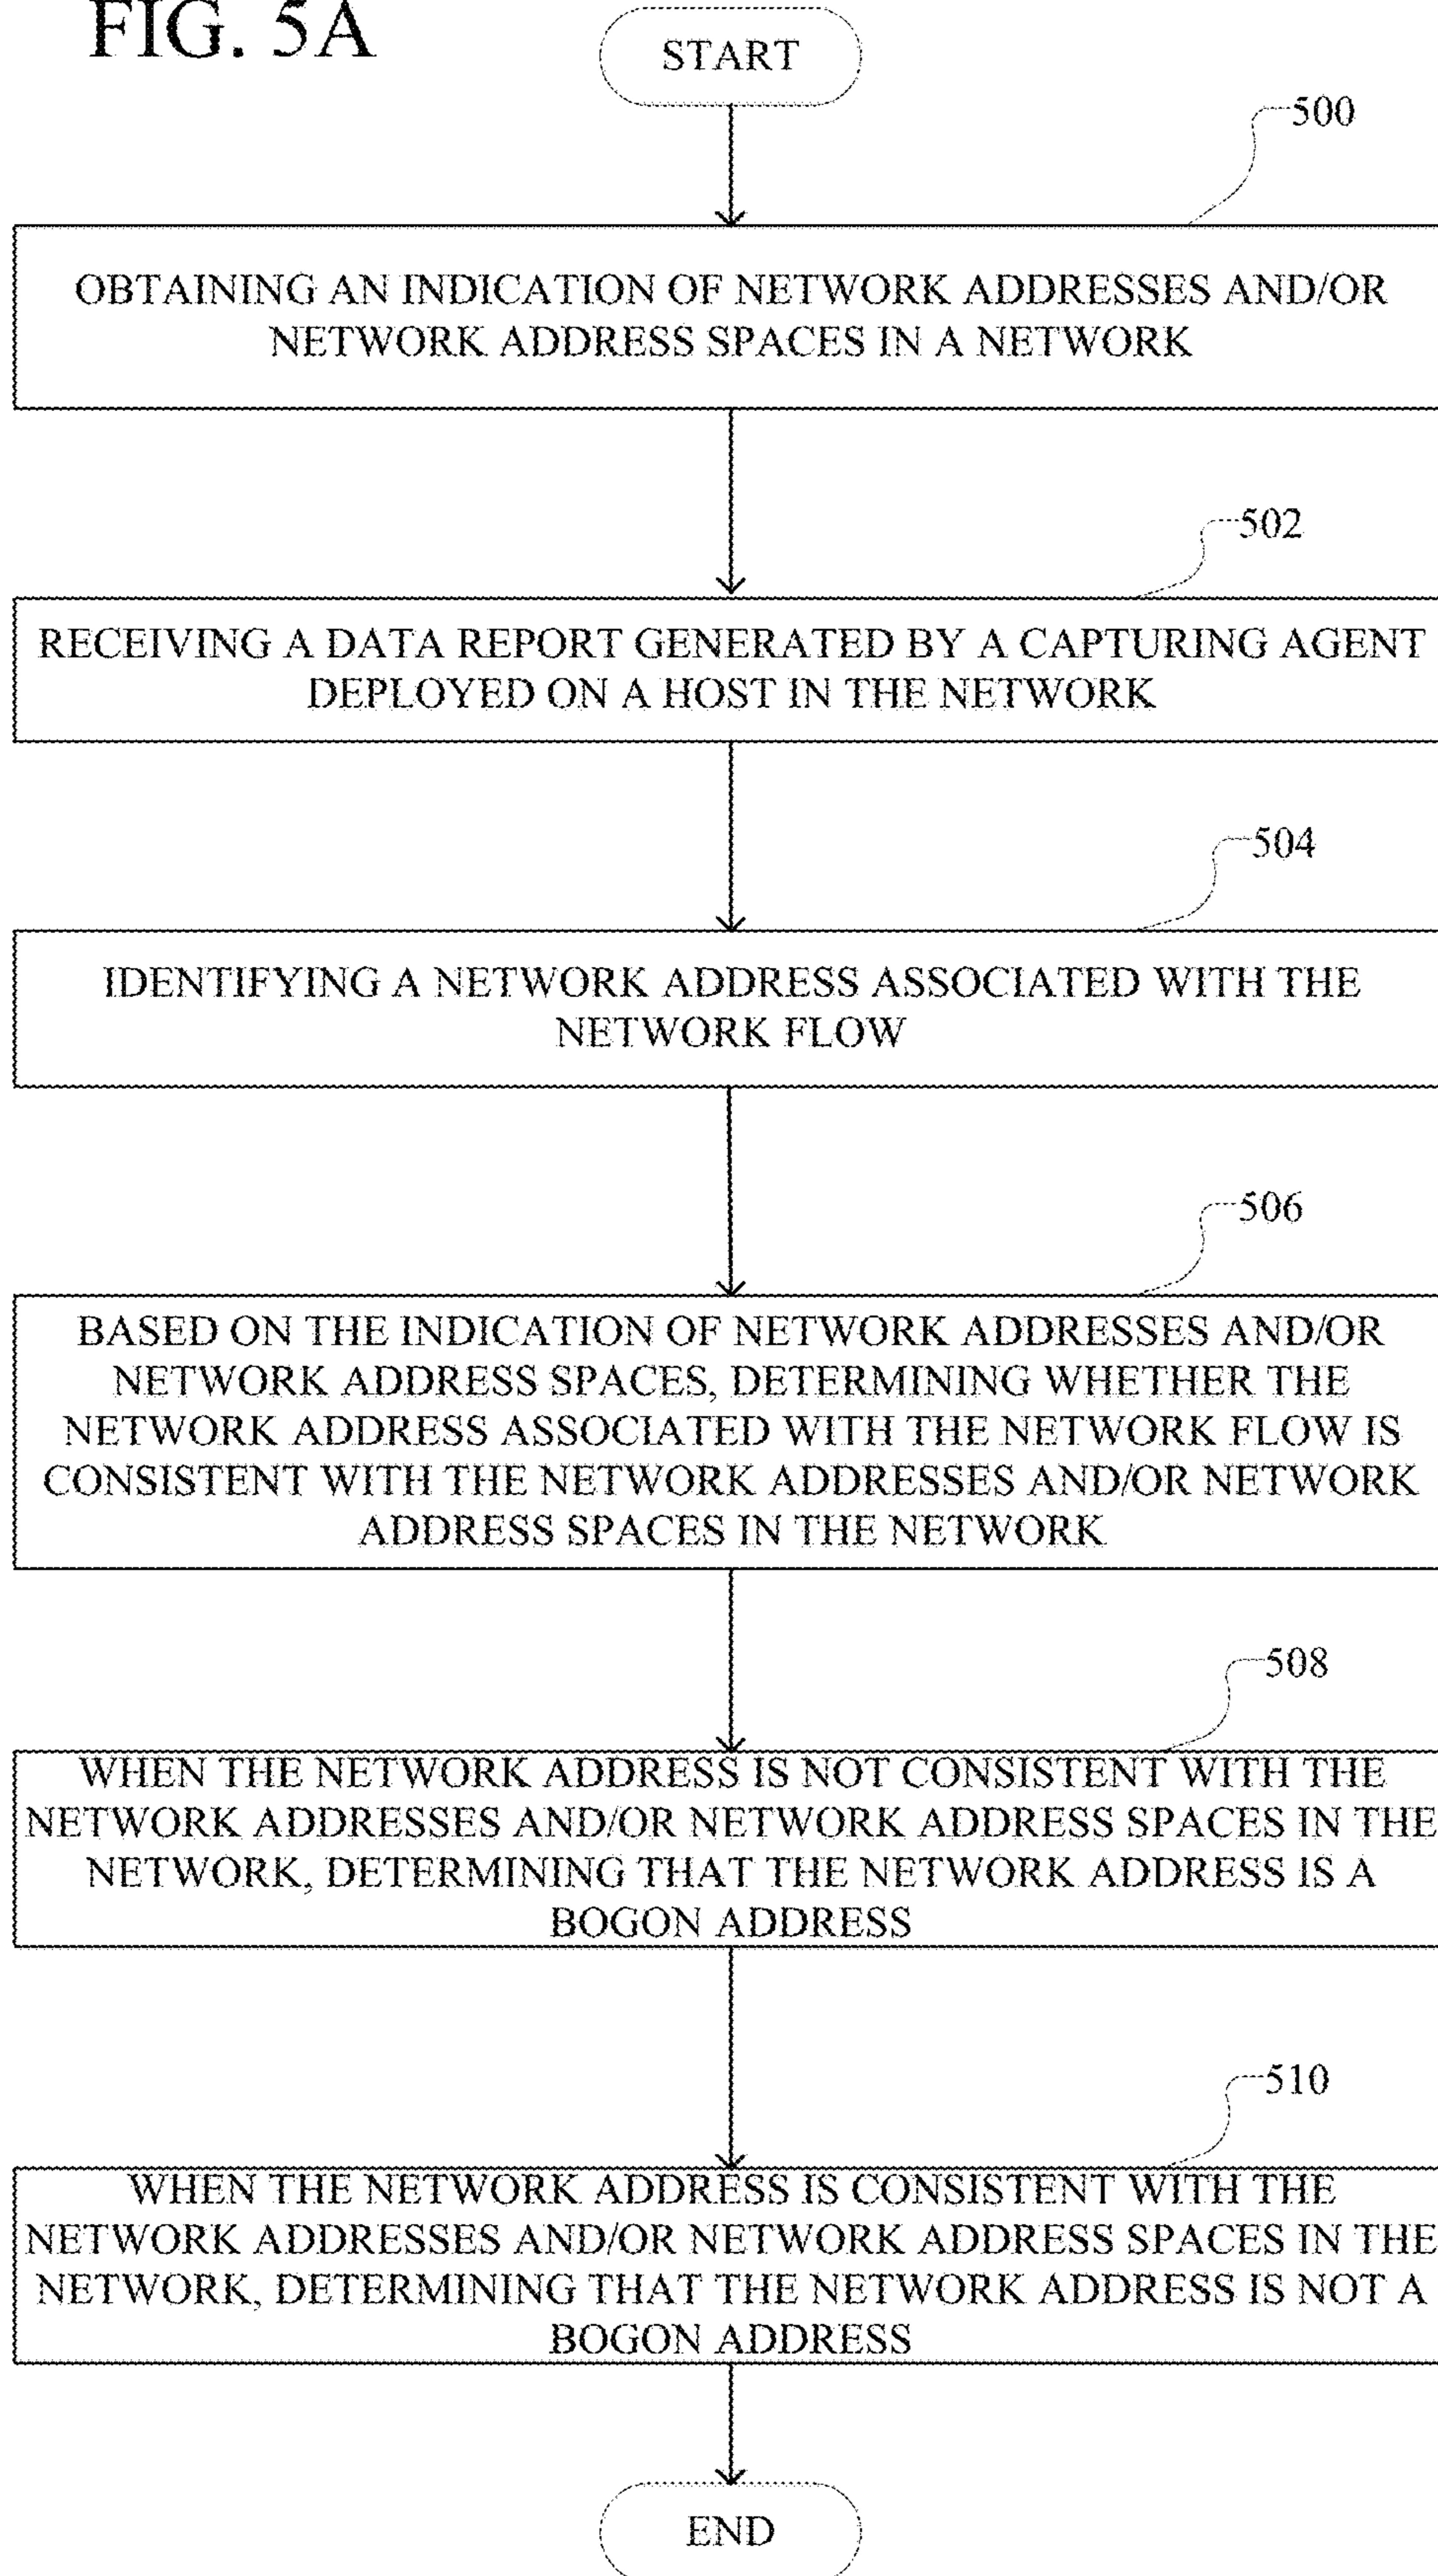 FIG. 5A
START
500
OBTAINING AN INDICATION OF NETWORK ADDRESSES AND/OR
NETWORK ADDRESS SPACES IN A NETWORK
502
RECEIVING A DATA REPORT GENERATED BY A CAPTURING AGENT
DEPLOYED ON A HOST IN THE NETWORK
504
IDENTIFYING A NETWORK ADDRESS ASSOCIATED WITH THE
NETWORK FLOW
506
BASED ON THE INDICATION OF NETWORK ADDRESSES AND/OR
NETWORK ADDRESS SPACES, DETERMINING WHETHER THE
NETWORK ADDRESS ASSOCIATED WITH THE NETWORK FLOW IS
CONSISTENT WITH THE NETWORK ADDRESSES AND/OR NETWORK
ADDRESS SPACES IN THE NETWORK
508
WHEN THE NETWORK ADDRESS IS NOT CONSISTENT WITH THE
NETWORK ADDRESSES AND/OR NETWORK ADDRESS SPACES IN THE
NETWORK, DETERMINING THAT THE NETWORK ADDRESS IS A
BOGON ADDRESS
510
WHEN THE NETWORK ADDRESS IS CONSISTENT WITH THE
NETWORK ADDRESSES AND/OR NETWORK ADDRESS SPACES IN THE
NETWORK, DETERMINING THAT THE NETWORK ADDRESS IS NOT A
BOGON ADDRESS
END